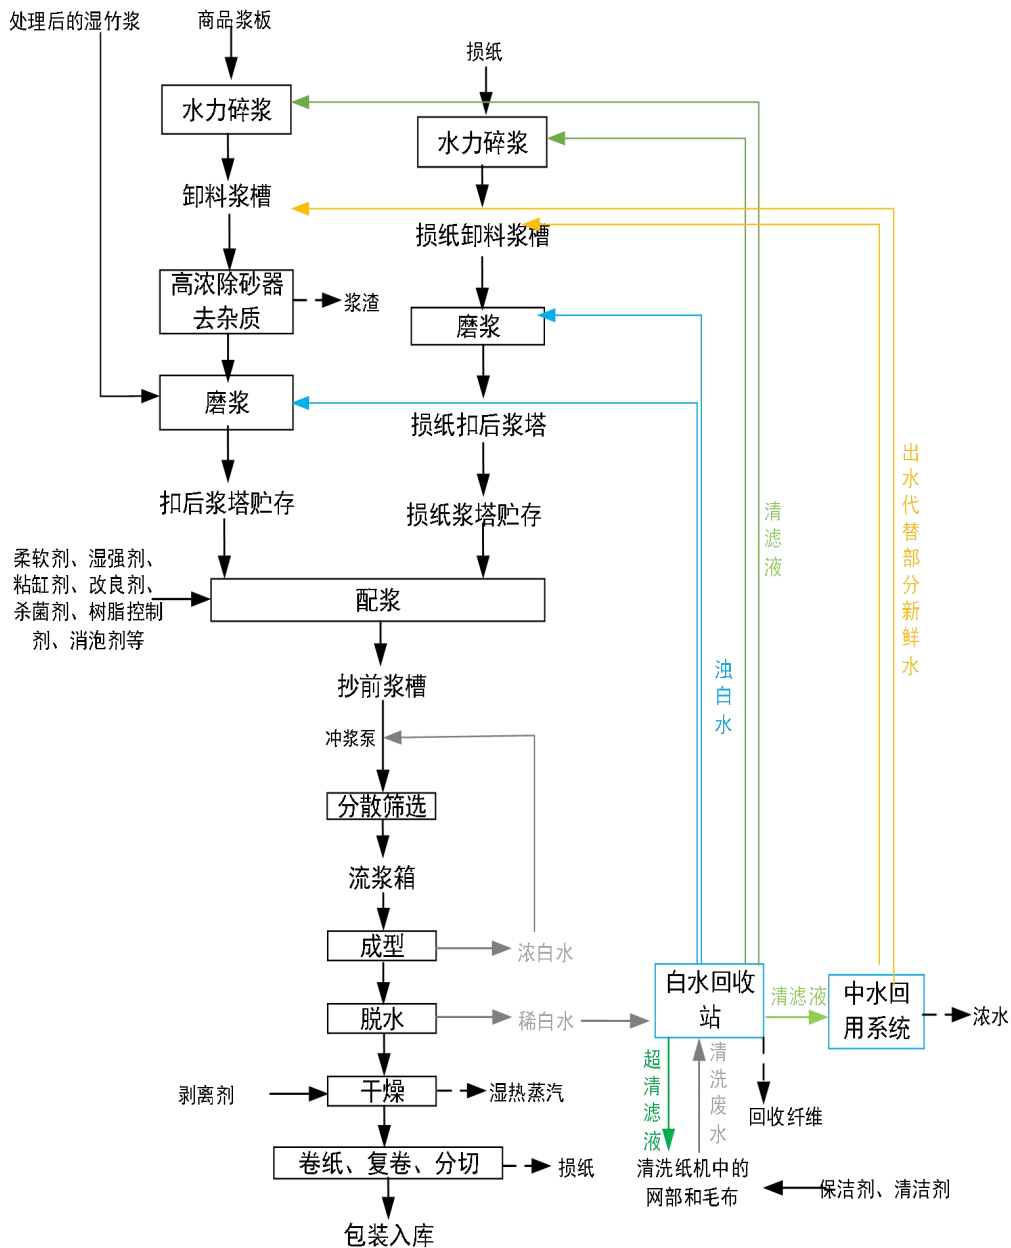 处理后的湿竹浆
商品浆板
损纸
水力碎浆
水力碎浆
卸料浆槽
损纸卸料浆槽
高浓除砂器
去杂质
浆渣
磨浆
磨浆
损纸扣后浆塔
扣后浆塔贮存
损纸浆塔贮存
出水代替部分新鲜水
清滤液
浊白水
柔软剂、湿强剂、
粘缸剂、改良剂、
杀菌剂、树脂控制
剂、消泡剂等
配浆
抄前浆槽
冲浆泵
分散筛选
流浆箱
成型
浓白水
脱水
稀白水
白水回收
站
清滤液
中水回
用系统
浓水
超清滤液
清洗废水
回收纤维
剥离剂
干燥
湿热蒸汽
卷纸、复卷、分切
损纸
清洗纸机中的
网部和毛布
保洁剂、清洁剂
包装入库